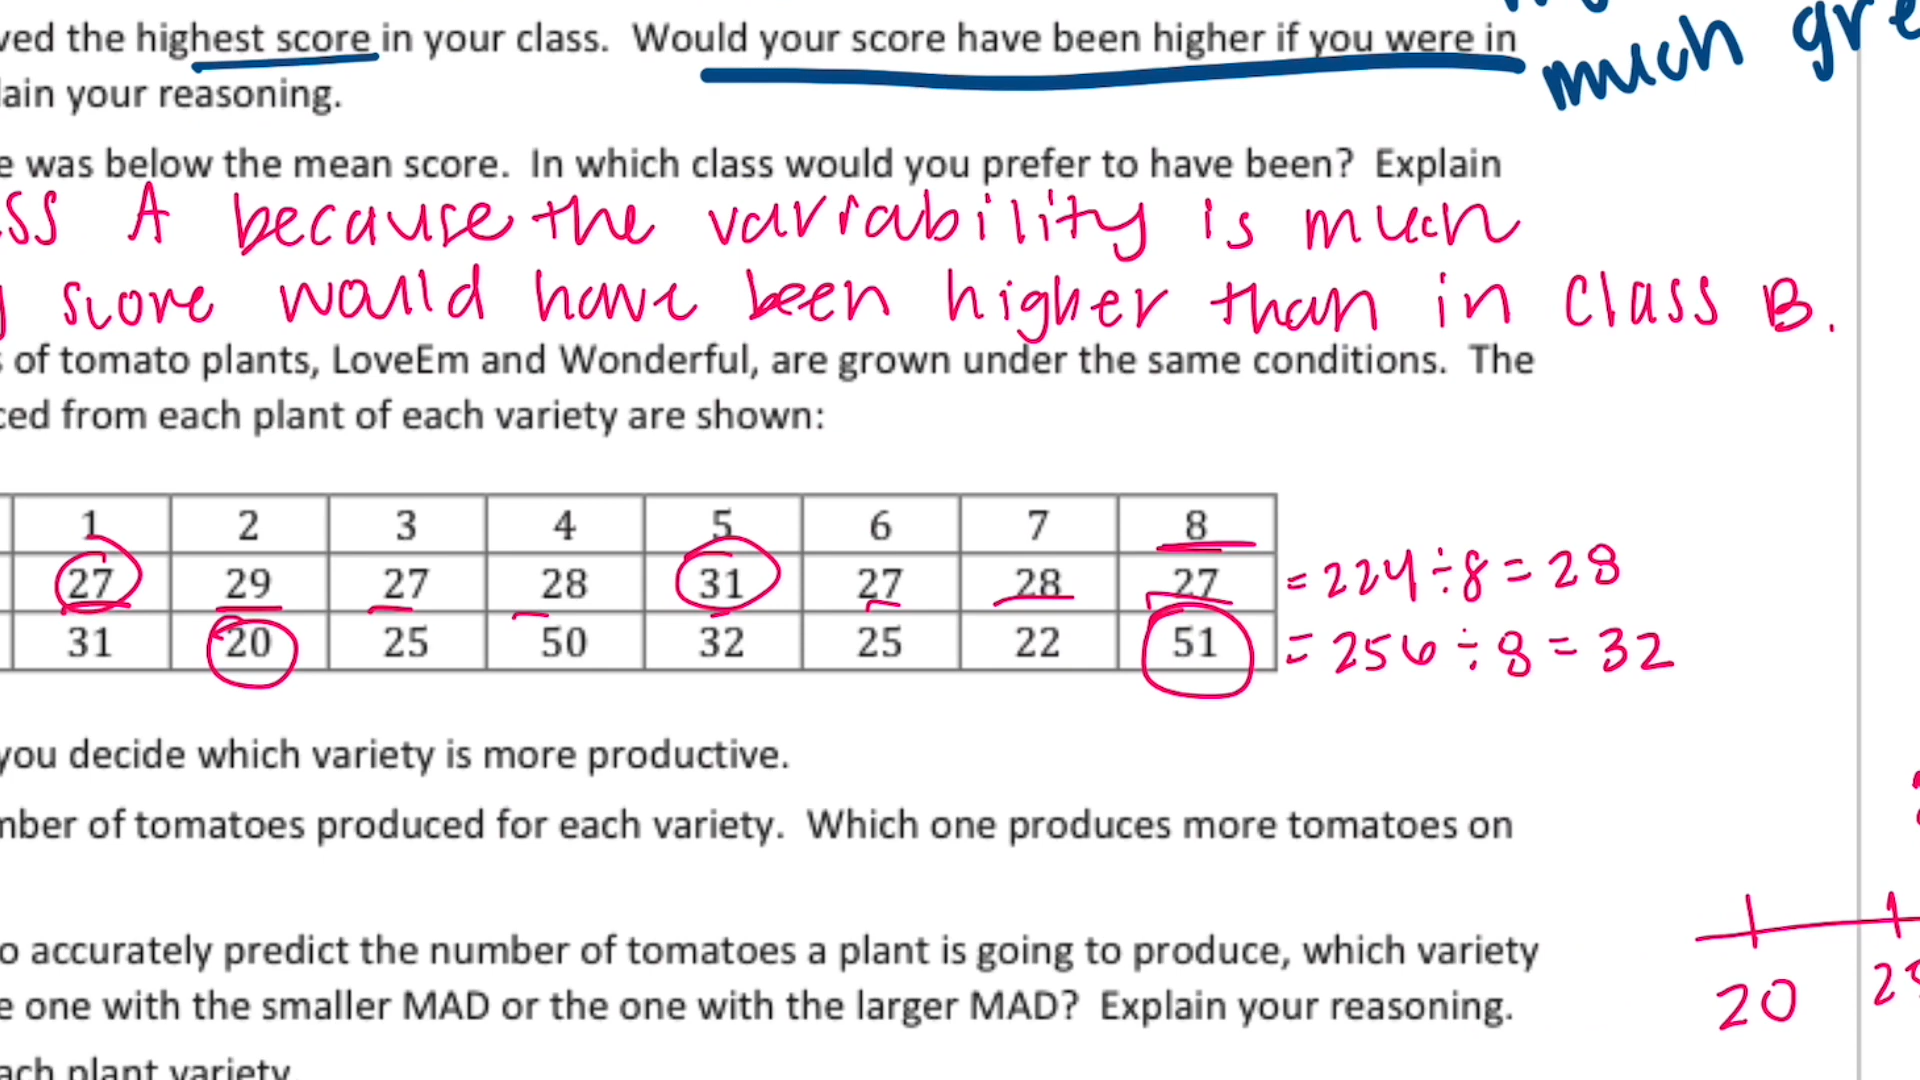 ved the highest score in your class. Would your score have been higher if you were in
much gre
lain your reasoning.
e was below the mean score. In which class would you prefer to have been? Explain
ss A because the variability is much
score would have been higher than in class B.
of tomato plants, LoveEm and Wonderful, are grown under the same conditions. The
ced from each plant of each variety are shown:
1 2 3 4 5 6 7 8
27 29 27 28 31 27 28 27 = 224 ÷ 8 = 28
31 20 25 50 32 25 22 51 = 256 ÷ 8 = 32
you decide which variety is more productive.
mber of tomatoes produced for each variety. Which one produces more tomatoes on
o accurately predict the number of tomatoes a plant is going to produce, which variety
e one with the smaller MAD or the one with the larger MAD? Explain your reasoning.
20
ach plant variety.